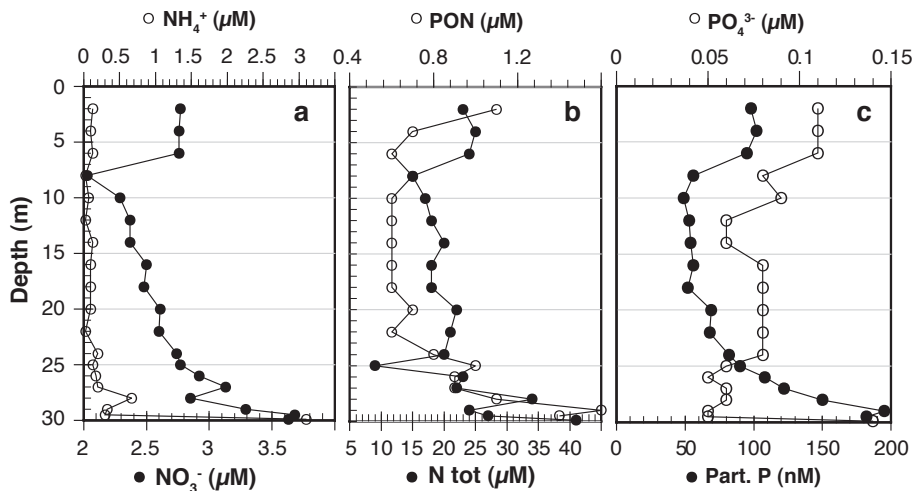 ○ NH₄⁺ (µM) ○ PON (µM) ○ PO₄³⁻ (µM)
0 0.5 1 1.5 2 2.5 3 0.4 0.8 1.2 0 0.05 0.1 0.15
a b c
Depth (m)
0
5
10
15
20
25
30
2 2.5 3 3.5 4 5 10 15 20 25 30 35 40 45 0 50 100 150 200
● NO₃⁻ (µM) ● N tot (µM) ● Part. P (nM)